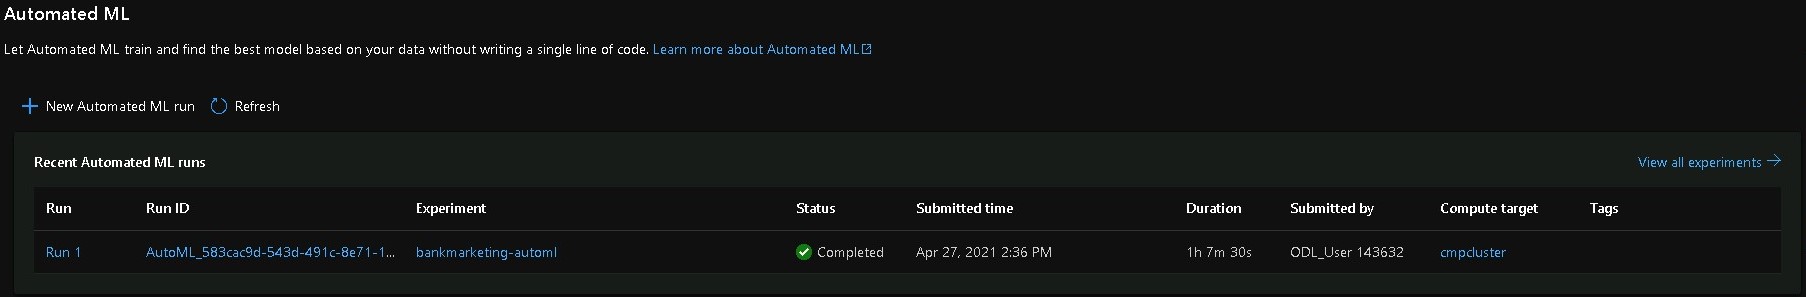 Automated ML
Let Automated ML train and find the best model based on your data without writing a single line of code. Learn more about Automated ML
New Automated ML run Refresh
Recent Automated ML runs View all experiments
Run Run ID Experiment Status Submitted time Duration Submitted by Compute target Tags
Run 1 AutoML_583cac9d-543d-491c-8e71-1... bankmarketing-automl Completed Apr 27, 2021 2:36 PM 1h 7m 30s ODL_User 143632 cmpcluster